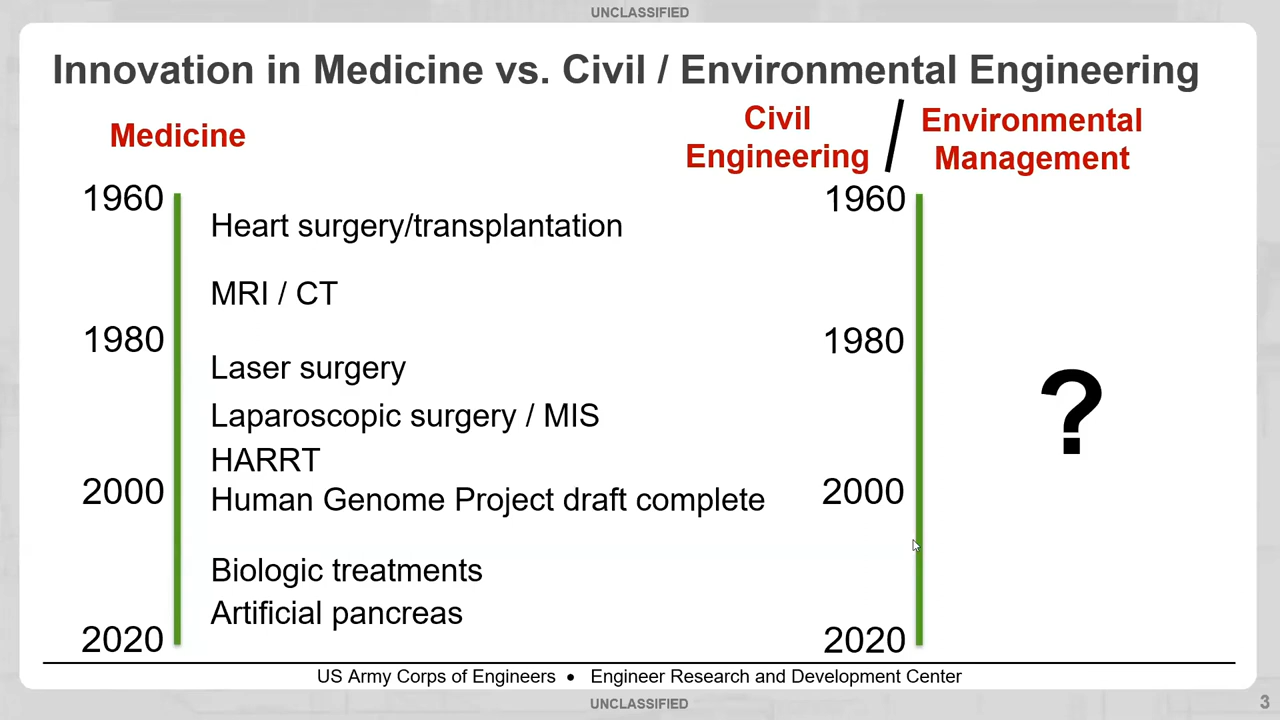 UNCLASSIFIED
Innovation in Medicine vs. Civil / Environmental Engineering
Medicine
Civil
Engineering
/
Environmental
Management
1960
Heart surgery/transplantation
MRI / CT
1980
Laser surgery
Laparoscopic surgery / MIS
HARRT
2000
Human Genome Project draft complete
Biologic treatments
Artificial pancreas
2020
1960
1980
?
2000
2020
US Army Corps of Engineers • Engineer Research and Development Center
UNCLASSIFIED
3